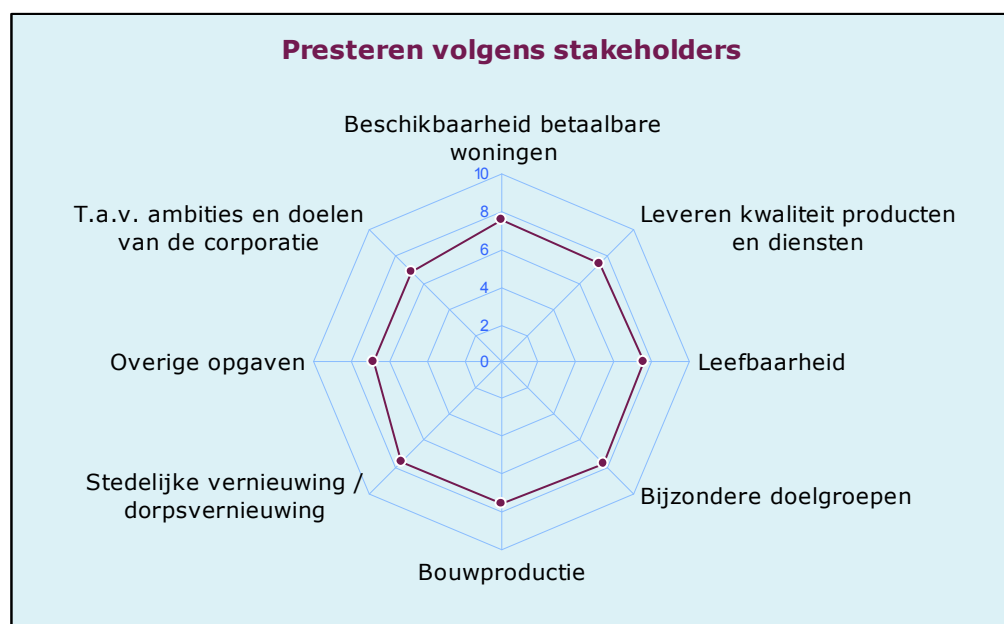 Presteren volgens stakeholders
Beschikbaarheid betaalbare
woningen
10
8
6
4
2
0
Leveren kwaliteit producten
en diensten
Leefbaarheid
Bijzondere doelgroepen
Bouwproductie
Stedelijke vernieuwing /
dorpsvernieuwing
Overige opgaven
T.a.v. ambities en doelen
van de corporatie